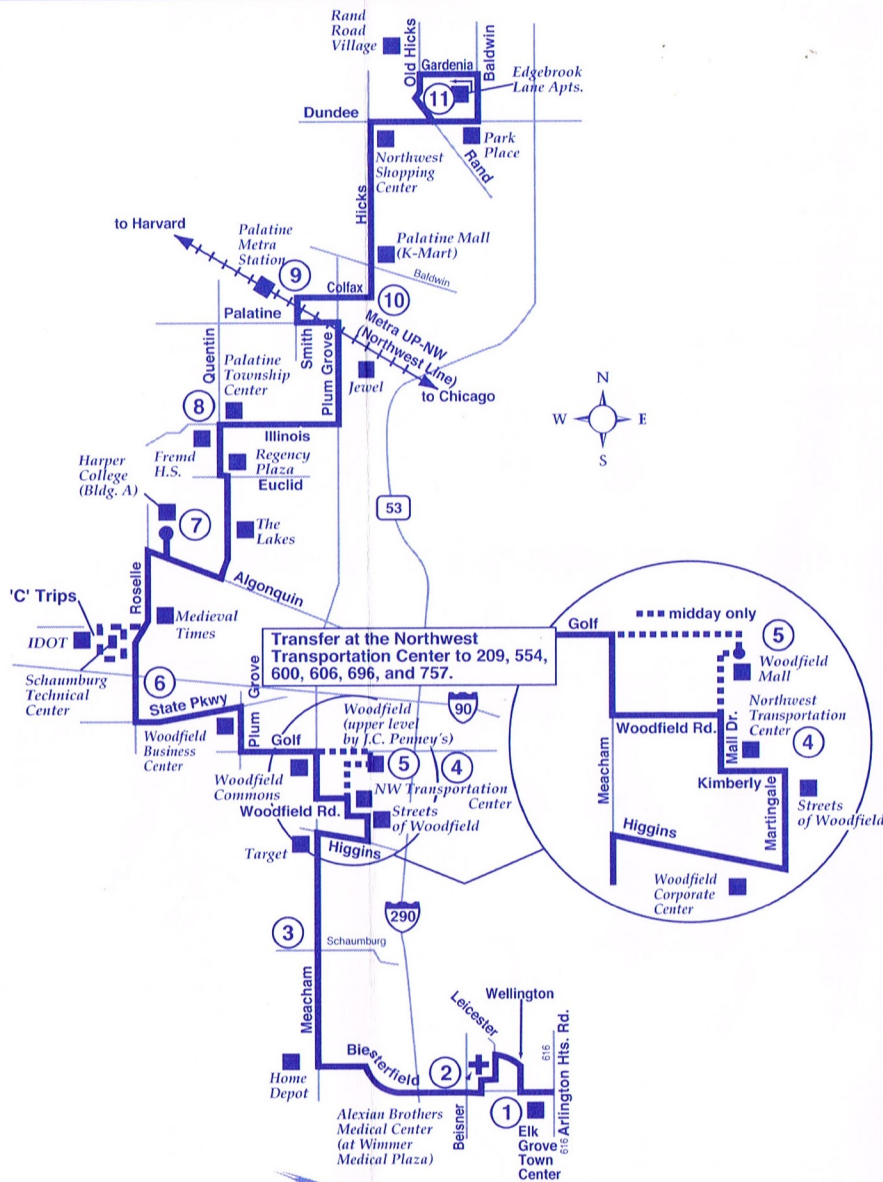 Rand
Road
Village
Old Hicks
Gardenia
Baldwin
Edgebrook
Lane Apts.
11
Dundee
Park
Place
Rand
Northwest
Shopping
Center
Hicks
to Harvard
Palatine
Metra
Station
9
Palatine Mall
(K-Mart)
Baldwin
Colfax
10
Palatine
Metra UP-NW
(Northwest Line)
Quentin
Smith
Plum Grove
Palatine
Township
Center
Jewel
to Chicago
N
W
E
S
8
Illinois
Fremd
H.S.
Regency
Plaza
Euclid
Harper
College
(Bldg. A)
7
53
The
Lakes
Algonquin
'C' Trips
Roselle
Medieval
Times
IDOT
Schaumburg
Technical
Center
6
Transfer at the Northwest
Transportation Center to 209, 554,
600, 606, 696, and 757.
State Pkwy
Plum Grove
90
Woodfield
Business
Center
Golf
Woodfield
(upper level
by J.C. Penney's)
5
4
Woodfield
Commons
NW Transportation
Center
Woodfield Rd.
Streets
of Woodfield
Target
Higgins
Golf
midday only
5
Woodfield
Mall
Northwest
Transportation
Center
4
Woodfield Rd.
Mall Dr.
Meacham
Kimberly
Martingale
Streets
of Woodfield
Higgins
Woodfield
Corporate
Center
290
3
Schaumburg
Meacham
Biesterfield
Home
Depot
2
Leicester
Wellington
616
Arlington Hts. Rd.
Alexian Brothers
Medical Center
(at Wimmer
Medical Plaza)
Beisner
1
Elk
Grove
Town
Center
616